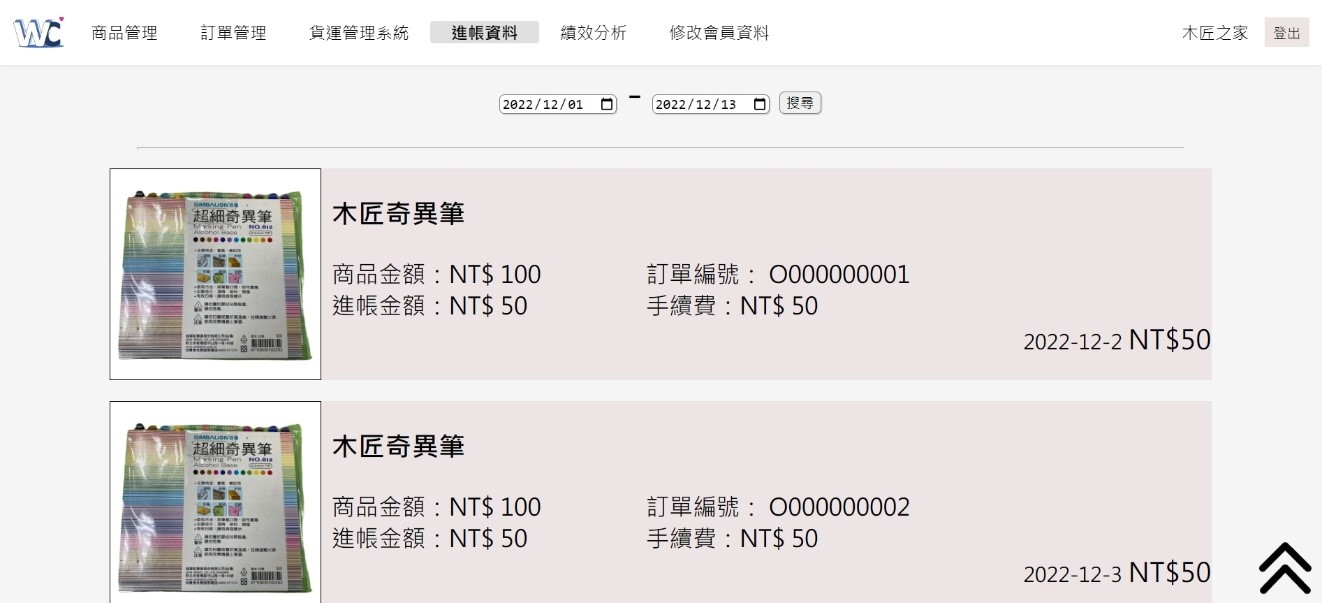 WC 商品管理 訂單管理 貨運管理系統 進帳資料 績效分析 修改會員資料 木匠之家 登出
2022/12/01 - 2022/12/13 搜尋
SIMBALION
超細奇異筆
Marking Pen NO.812
Alcohol Base
木匠奇異筆
商品金額：NT$ 100 訂單編號： O000000001
進帳金額：NT$ 50 手續費：NT$ 50
2022-12-2 NT$50
SIMBALION
超細奇異筆
Marking Pen NO.812
Alcohol Base
木匠奇異筆
商品金額：NT$ 100 訂單編號： O000000002
進帳金額：NT$ 50 手續費：NT$ 50
2022-12-3 NT$50